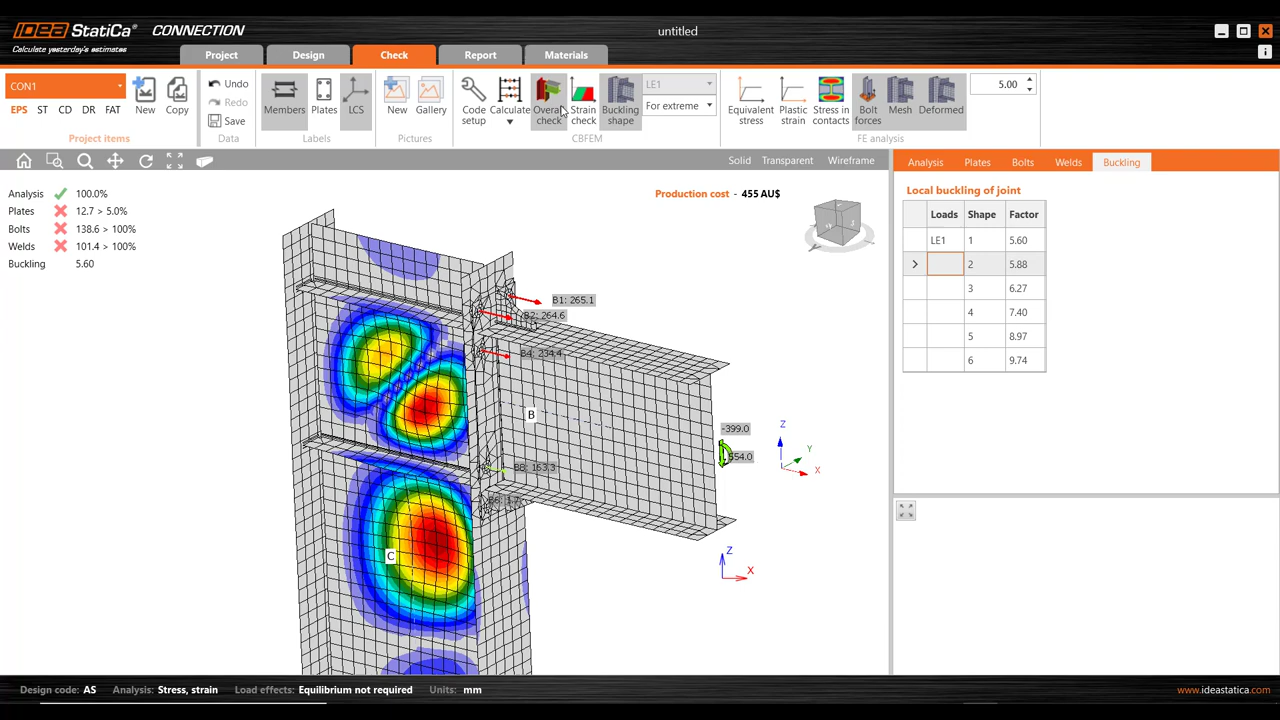 IDEA StatiCa® CONNECTION
Calculate yesterday's estimates
untitled
i
Project Design Check Report Materials
CON1
EPS ST CD DR FAT
New
Copy
Project items
Undo
Redo
Save
Data
Members
Plates
LCS
Labels
New
Gallery
Pictures
Code setup
Calculate
Overall check
Strain check
Buckling shape
LE1
For extreme
CBFEM
Equivalent stress
Plastic strain
Stress in contacts
Bolt forces
Mesh
Deformed
5.00
FE analysis
Solid Transparent Wireframe
Analysis 100.0%
Plates 12.7 > 5.0%
Bolts 138.6 > 100%
Welds 101.4 > 100%
Buckling 5.60
Production cost - 455 AU$
B1: 265.1
B2: 264.6
B4: 234.4
B
-399.0
554.0
Z
Y
X
B8: 163.3
C
Z
X
Analysis Plates Bolts Welds Buckling
Local buckling of joint
Loads Shape Factor
LE1 1 5.60
> 2 5.88
3 6.27
4 7.40
5 8.97
6 9.74
Design code: AS Analysis: Stress, strain Load effects: Equilibrium not required Units: mm
www.ideastatica.com